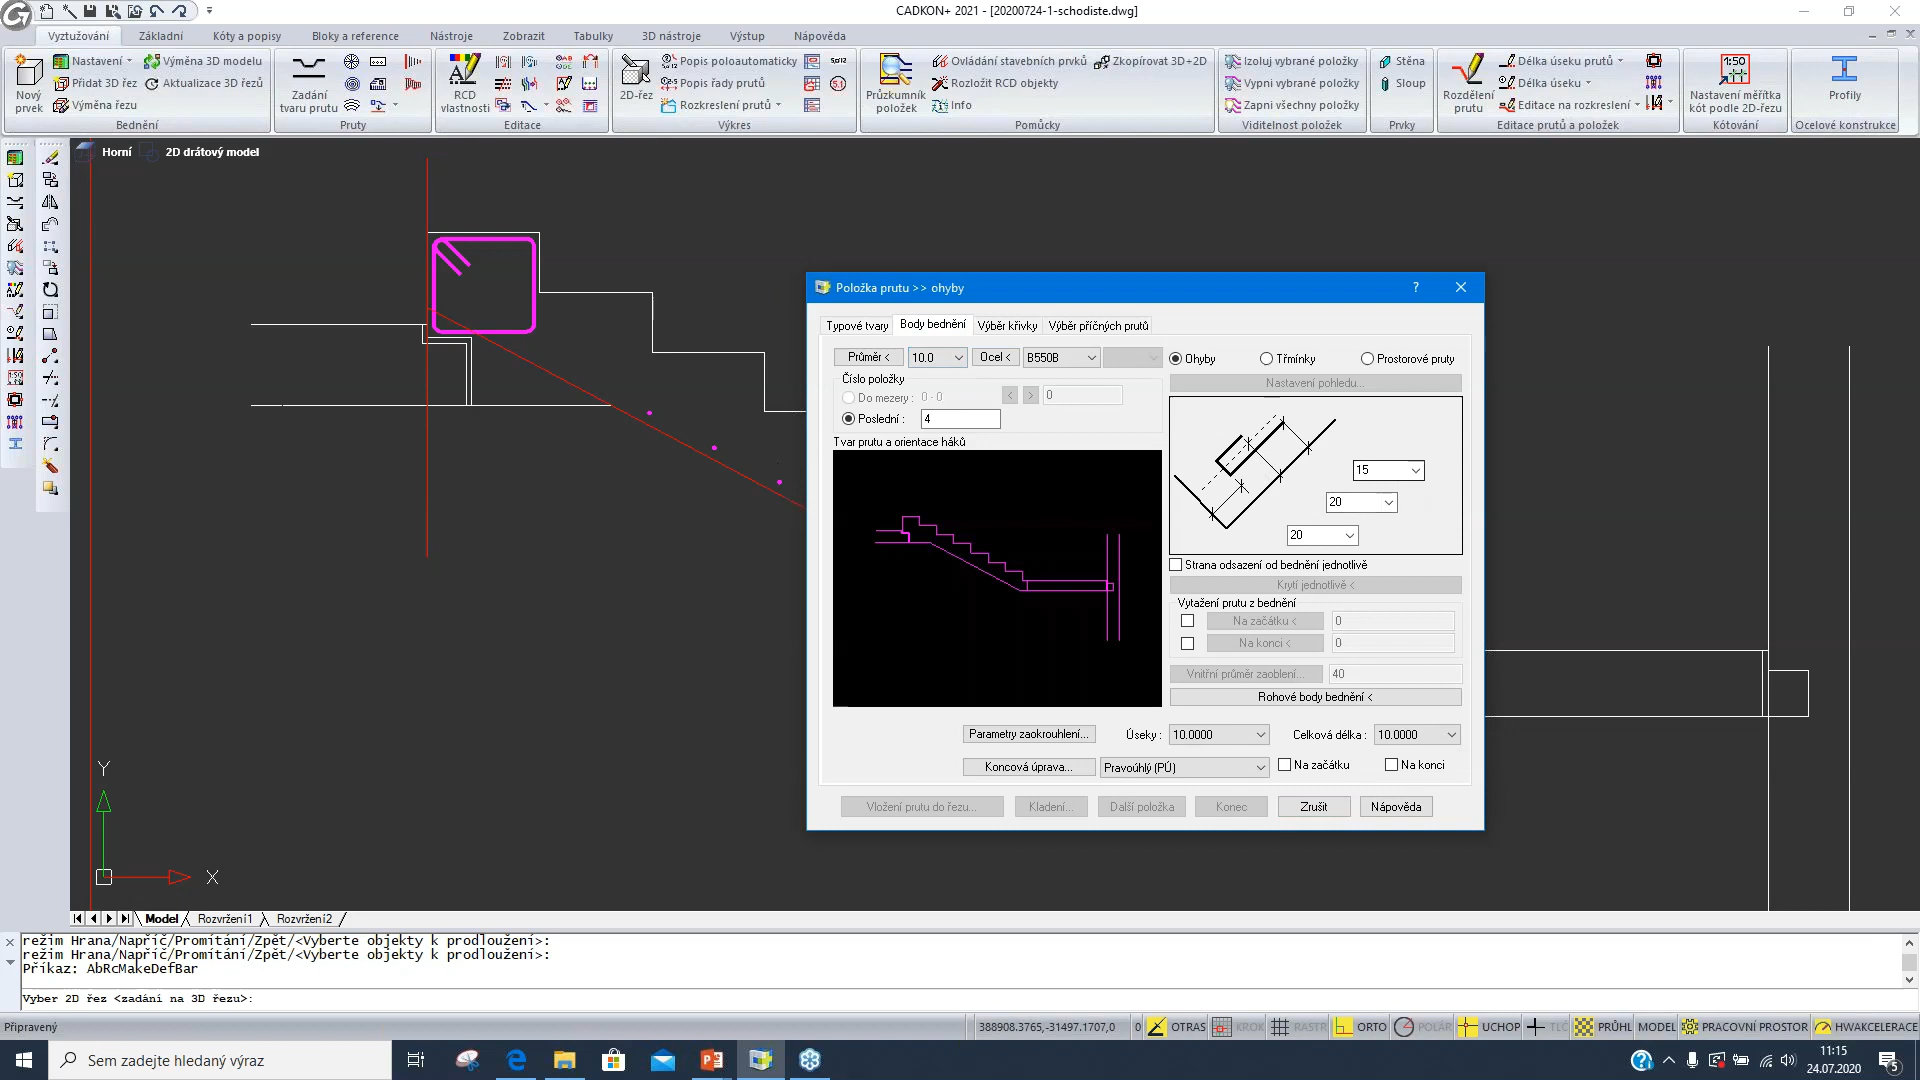 CADKON+ 2021 - [20200724-1-schodiste.dwg]
Vyztužování
Základní
Kóty a popisy
Bloky a reference
Nástroje
Zobrazit
Tabulky
3D nástroje
Výstup
Nápověda
Nový prvek
Nastavení
Přidat 3D řez
Výměna řezu
Výměna 3D modelu
Aktualizace 3D řezů
Bednění
Zadání tvaru prutu
Pruty
RCD vlastnosti
Editace
2D-řez
Popis poloautomaticky
Popis řady prutů
Rozkreslení prutů
Výkres
Průzkumník položek
Ovládání stavebních prvků
Rozložit RCD objekty
Info
Zkopírovat 3D+2D
Pomůcky
Izoluj vybrané položky
Vypni vybrané položky
Zapni všechny položky
Viditelnost položek
Stěna
Sloup
Prvky
Rozdělení prutu
Délka úseku prutů
Délka úseku
Editace na rozkreslení
Editace prutů a položek
1:50
Nastavení měřítka kót podle 2D-řezu
Kótování
Profily
Ocelové konstrukce
Horní
2D drátový model
Položka prutu >> ohyby
?
Typové tvary
Body bednění
Výběr křivky
Výběr příčných prutů
Průměr <
10.0
Ocel <
B550B
Ohyby
Třmínky
Prostorové pruty
Číslo položky
Do mezery :
0 - 0
<
>
0
Poslední :
4
Nastavení pohledu...
Tvar prutu a orientace háků
15
20
20
Strana odsazení od bednění jednotlivě
Krytí jednotlivě <
Vytažení prutu z bednění
Na začátku <
0
Na konci <
0
Vnitřní průměr zaoblení...
40
Rohové body bednění <
Parametry zaokrouhlení...
Úseky :
10.0000
Celková délka :
10.0000
Koncová úprava...
Pravoúhlý (PÚ)
Na začátku
Na konci
Vložení prutu do řezu...
Kladení...
Další položka
Konec
Zrušit
Nápověda
Y
X
Model
Rozvržení1
Rozvržení2
režim Hrana/Napříč/Promítání/Zpět/<Vyberte objekty k prodloužení>:
režim Hrana/Napříč/Promítání/Zpět/<Vyberte objekty k prodloužení>:
Příkaz: AbRcMakeDefBar
Vyber 2D řez <zadání na 3D řezu>:
Připravený
388908.3765,-31497.1707,0
0
OTRAS
KROK
RASTR
ORTO
POLÁR
UCHOP
TLČ
PRŮHL
MODEL
PRACOVNÍ PROSTOR
HWAKCELERACE
Sem zadejte hledaný výraz
11:15
24.07.2020
5